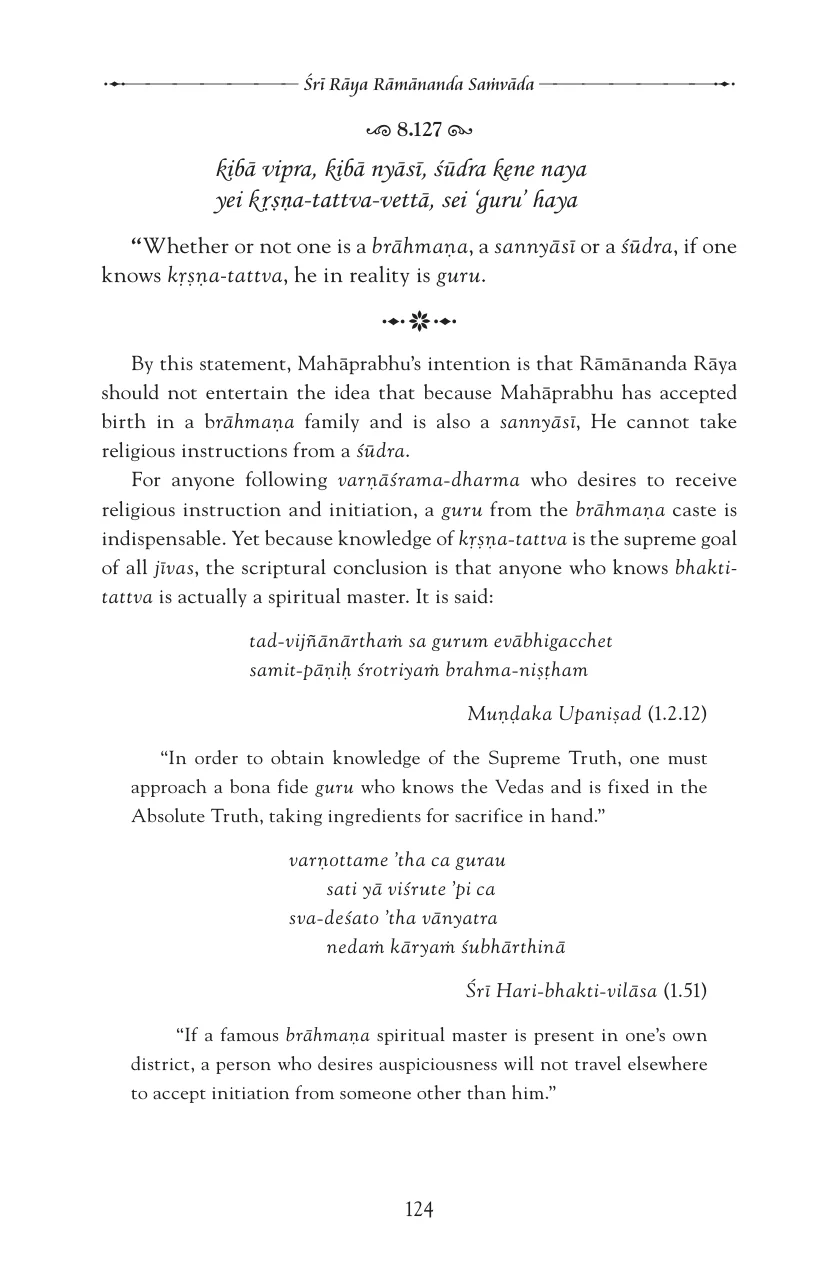 Śrī Rāya Rāmānanda Saṁvāda
8.127
kibā vipra, kibā nyāsī, śūdra kene naya
yei kṛṣṇa-tattva-vettā, sei ‘guru’ haya
“Whether or not one is a brāhmaṇa, a sannyāsī or a śūdra, if one
knows kṛṣṇa-tattva, he in reality is guru.
By this statement, Mahāprabhu’s intention is that Rāmānanda Rāya
should not entertain the idea that because Mahāprabhu has accepted
birth in a brāhmaṇa family and is also a sannyāsī, He cannot take
religious instructions from a śūdra.
For anyone following varṇāśrama-dharma who desires to receive
religious instruction and initiation, a guru from the brāhmaṇa caste is
indispensable. Yet because knowledge of kṛṣṇa-tattva is the supreme goal
of all jīvas, the scriptural conclusion is that anyone who knows bhakti-
tattva is actually a spiritual master. It is said:
tad-vijñānārthaṁ sa gurum evābhigacchet
samit-pāṇiḥ śrotriyaṁ brahma-niṣṭham
Muṇḍaka Upaniṣad (1.2.12)
“In order to obtain knowledge of the Supreme Truth, one must
approach a bona fide guru who knows the Vedas and is fixed in the
Absolute Truth, taking ingredients for sacrifice in hand.”
varṇottame ’tha ca gurau
sati yā viśrute ’pi ca
sva-deśato ’tha vānyatra
nedaṁ kāryaṁ śubhārthinā
Śrī Hari-bhakti-vilāsa (1.51)
“If a famous brāhmaṇa spiritual master is present in one’s own
district, a person who desires auspiciousness will not travel elsewhere
to accept initiation from someone other than him.”
124